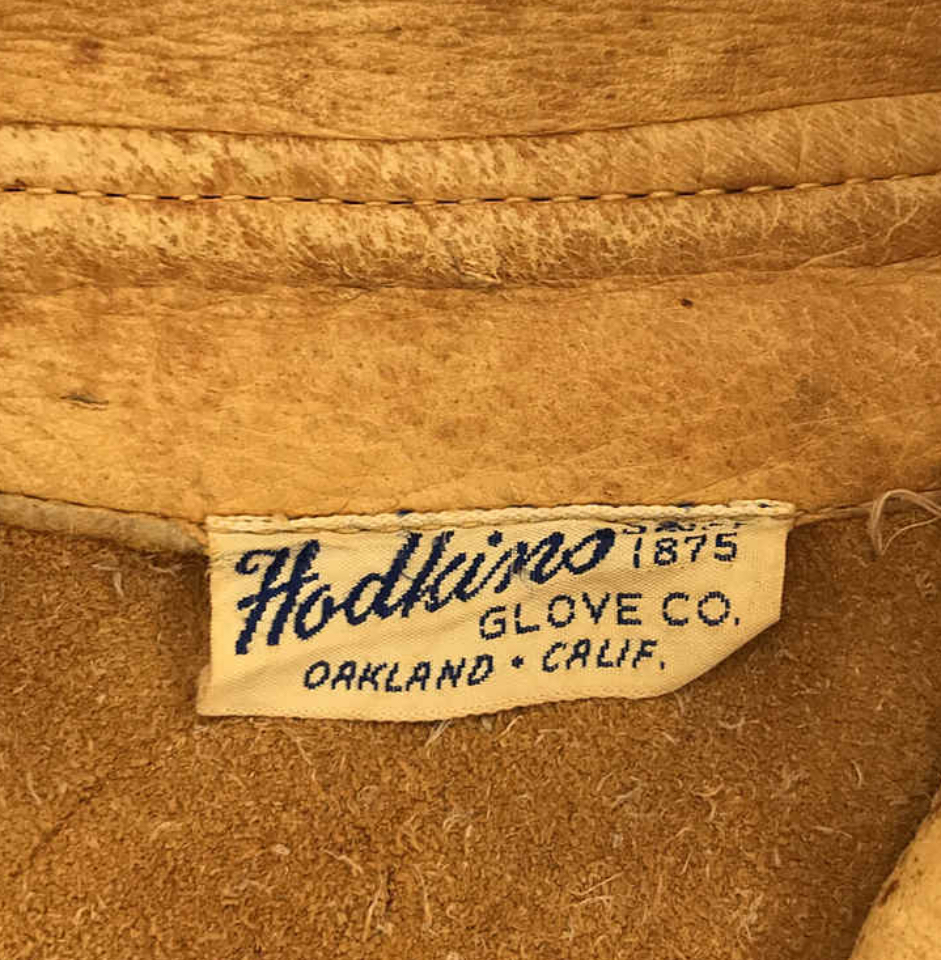 Hodkins
1875
GLOVE CO.
OAKLAND • CALIF.